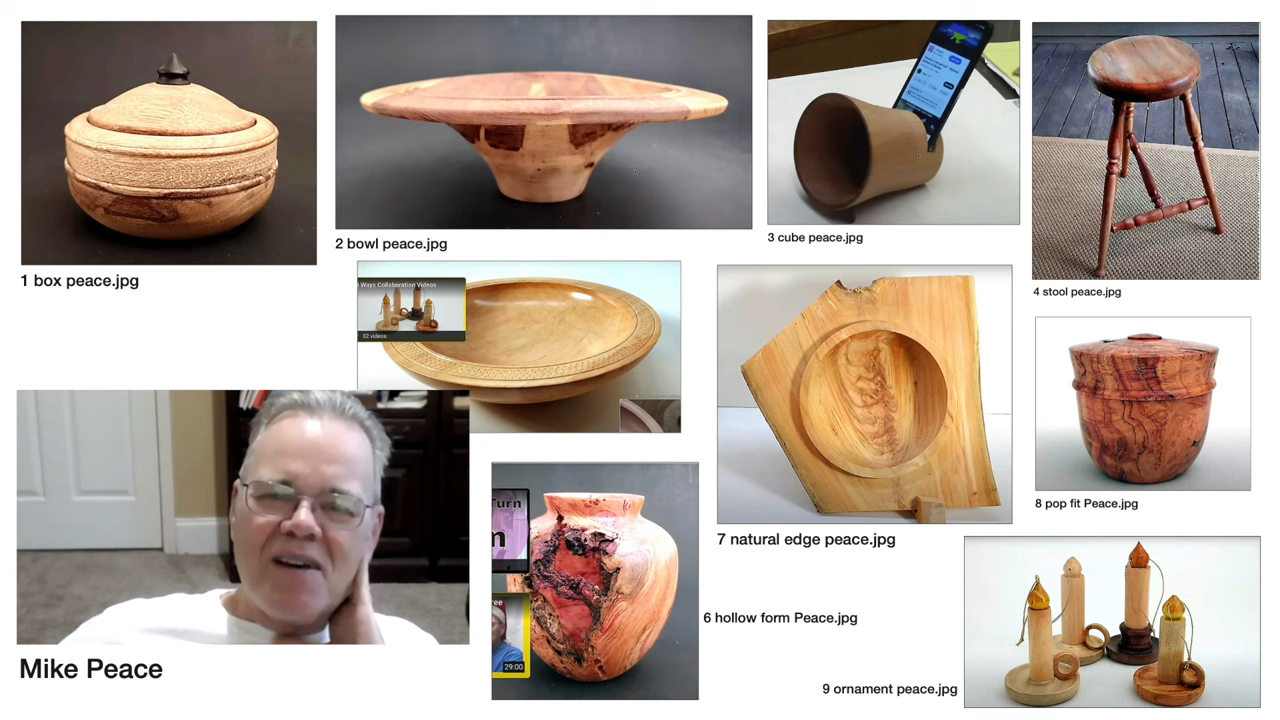 1 box peace.jpg
2 bowl peace.jpg
3 cube peace.jpg
4 stool peace.jpg
Ways Collaboration Videos
32 videos
7 natural edge peace.jpg
8 pop fit Peace.jpg
Turn
29:00
6 hollow form Peace.jpg
Mike Peace
9 ornament peace.jpg